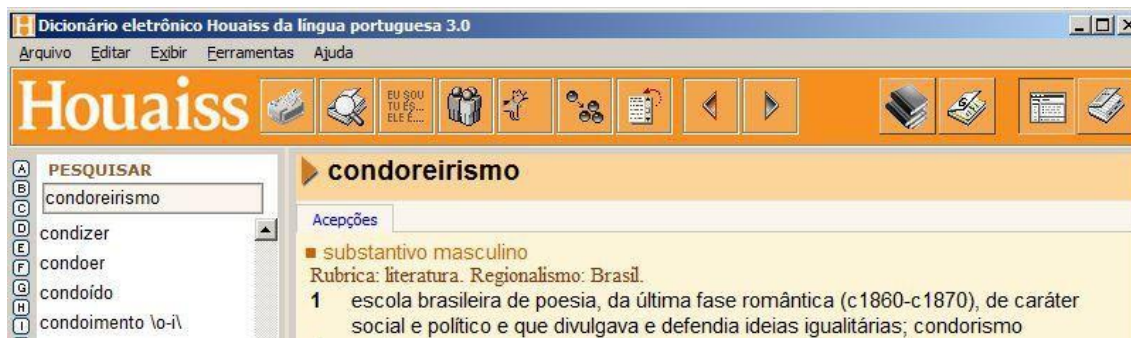 Dicionário eletrônico Houaiss da língua portuguesa 3.0
Arquivo Editar Exibir Ferramentas Ajuda
Houaiss
EU SOU
TU ÉS...
ELE É...
A
B
C
D
E
F
G
H
I
PESQUISAR
condoreirismo
condizer
condoer
condoído
condoimento \o-i\
condoreirismo
Acepções
substantivo masculino
Rubrica: literatura. Regionalismo: Brasil.
1 escola brasileira de poesia, da última fase romântica (c1860-c1870), de caráter
social e político e que divulgava e defendia ideias igualitárias; condorismo